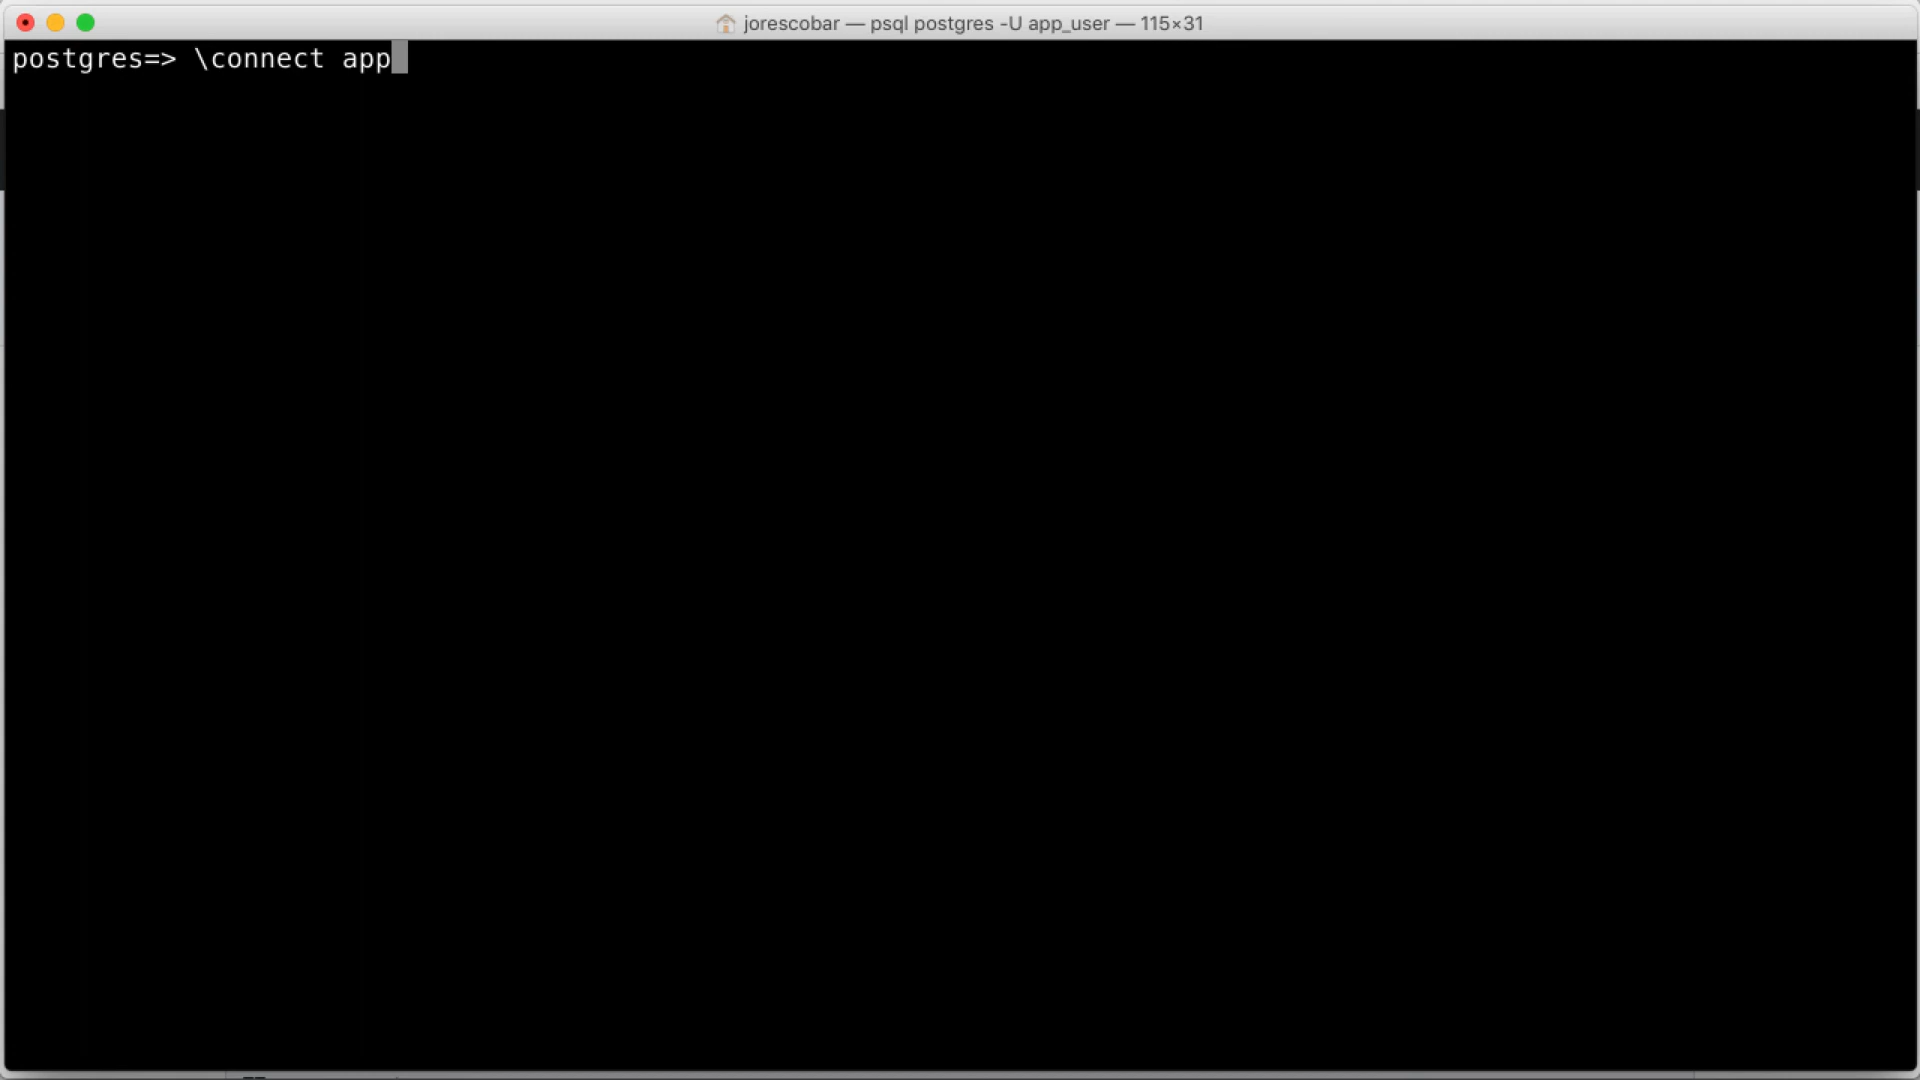 jorescobar — psql postgres -U app_user — 115×31
postgres=> \connect app